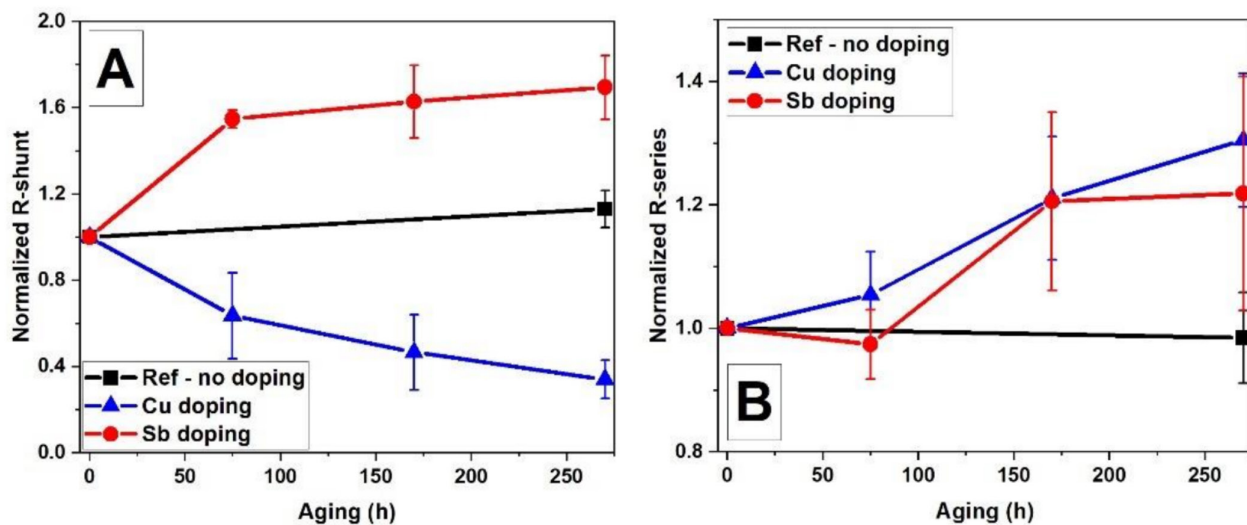 A
Normalized R-shunt
2.0
1.6
1.2
0.8
0.4
0.0
Ref - no doping
Cu doping
Sb doping
0 50 100 150 200 250
Aging (h)
B
Normalized R-series
1.4
1.2
1.0
0.8
Ref - no doping
Cu doping
Sb doping
0 50 100 150 200 250
Aging (h)